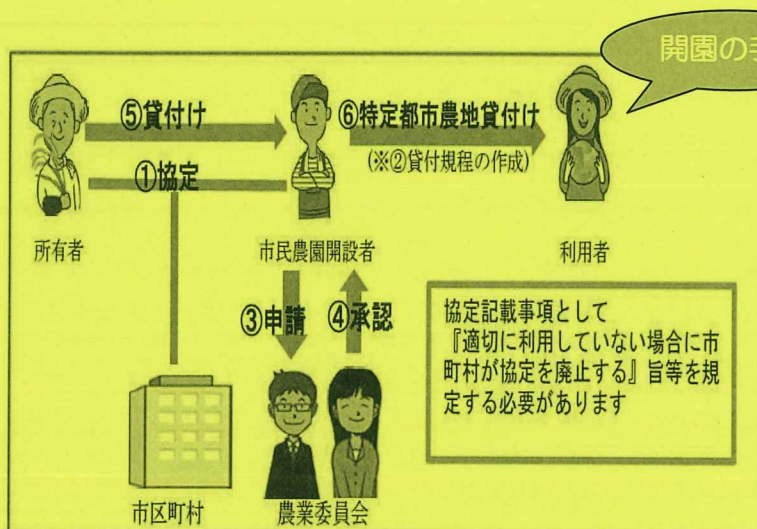 開園の手
⑤貸付け
⑥特定都市農地貸付け
(※②貸付規程の作成)
①協定
所有者
市民農園開設者
利用者
③申請
④承認
協定記載事項として
『適切に利用していない場合に市
町村が協定を廃止する』旨等を規
定する必要があります
市区町村
農業委員会